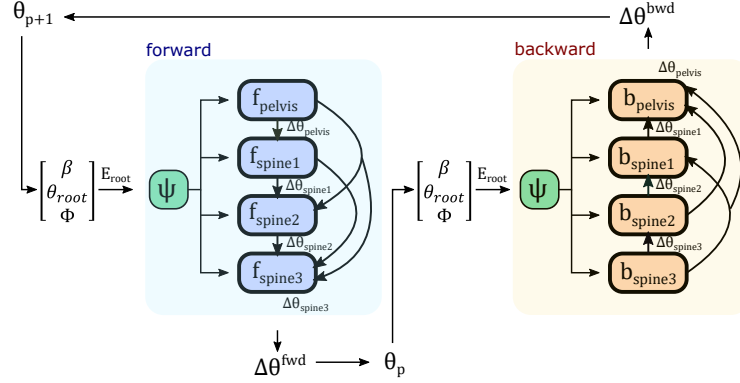 θp+1
Δθbwd
forward
backward
fpelvis
Δθpelvis
fspine1
Δθspine1
fspine2
Δθspine2
fspine3
Δθspine3
β
θroot
Φ
Eroot
ψ
Δθfwd
θp
β
θroot
Φ
Eroot
ψ
Δθpelvis
bpelvis
Δθspine1
bspine1
Δθspine2
bspine2
Δθspine3
bspine3